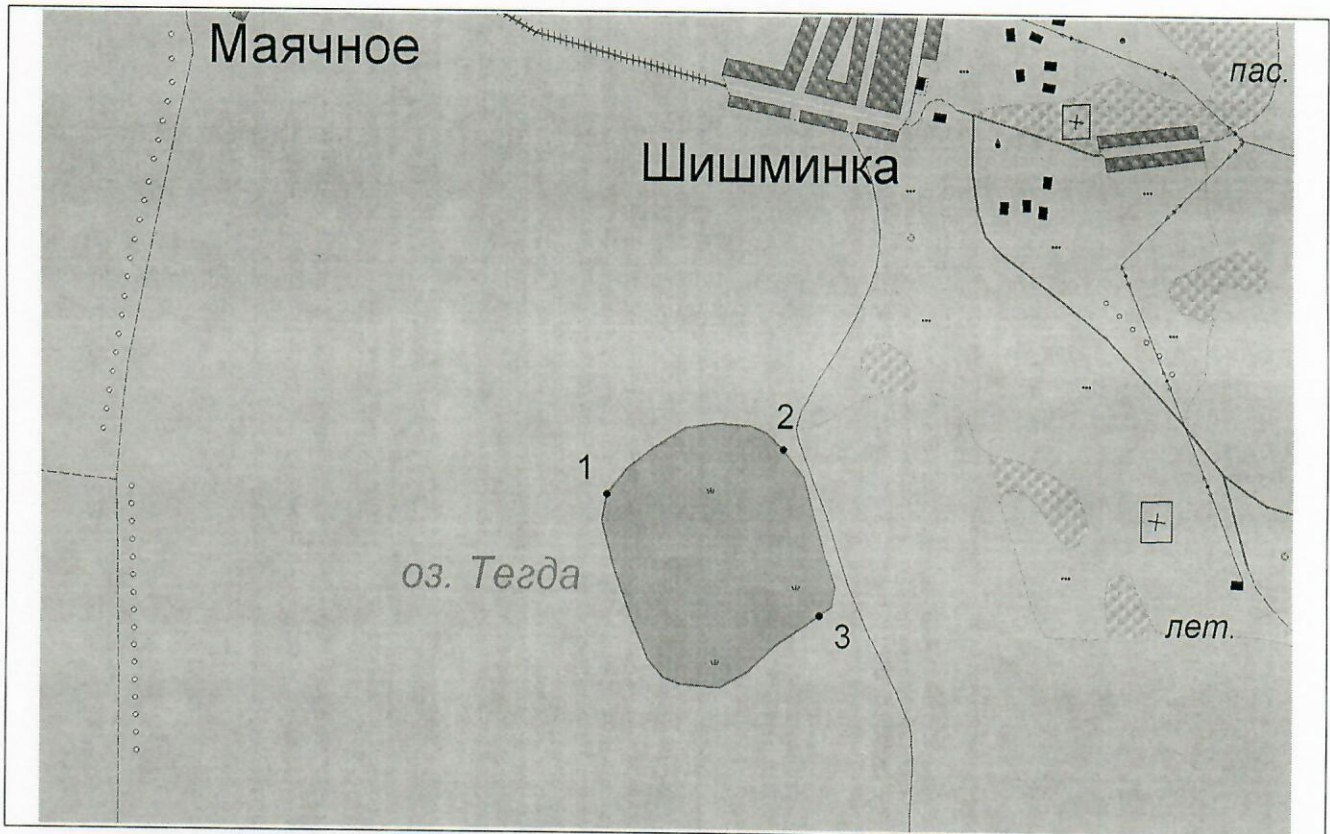 Маячное
пас.
Шишминка
2
1
оз. Тегда
3
лет.